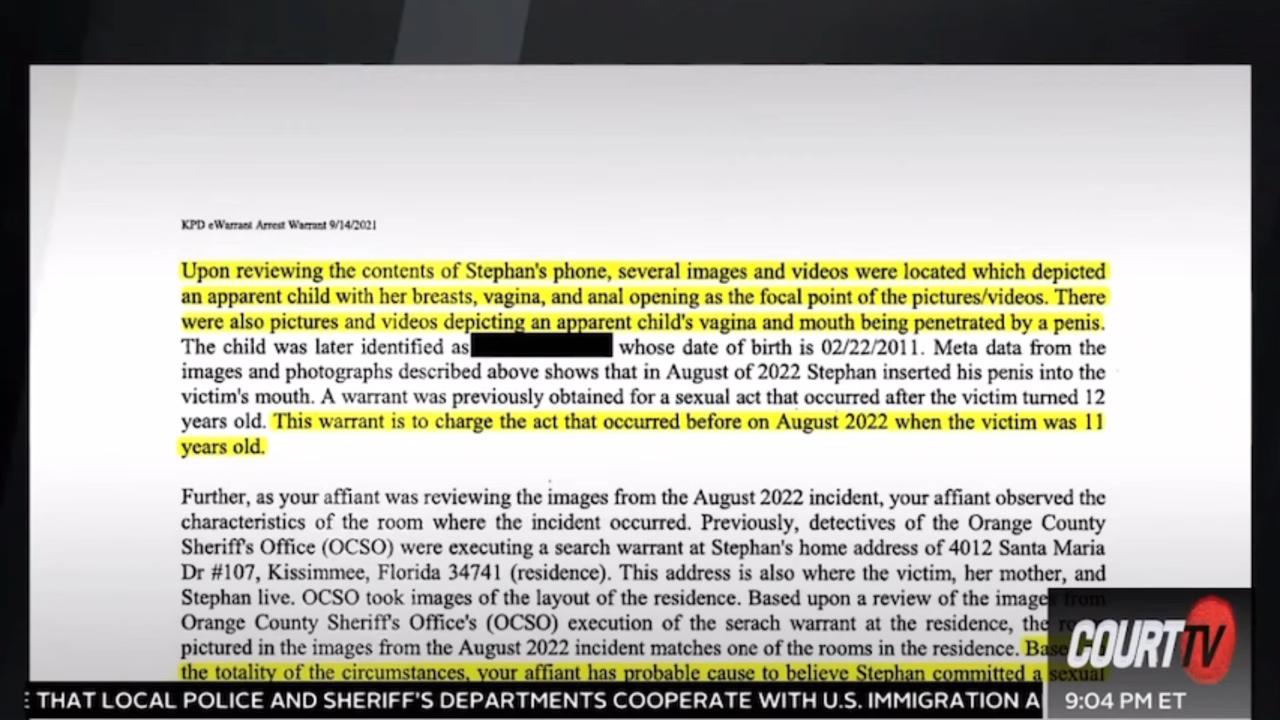 KPD eWarrant Arrest Warrant 9/14/2021
Upon reviewing the contents of Stephan's phone, several images and videos were located which depicted
an apparent child with her breasts, vagina, and anal opening as the focal point of the pictures/videos. There
were also pictures and videos depicting an apparent child's vagina and mouth being penetrated by a penis.
The child was later identified as whose date of birth is 02/22/2011. Meta data from the
images and photographs described above shows that in August of 2022 Stephan inserted his penis into the
victim's mouth. A warrant was previously obtained for a sexual act that occurred after the victim turned 12
years old. This warrant is to charge the act that occurred before on August 2022 when the victim was 11
years old.
Further, as your affiant was reviewing the images from the August 2022 incident, your affiant observed the
characteristics of the room where the incident occurred. Previously, detectives of the Orange County
Sheriff's Office (OCSO) were executing a search warrant at Stephan's home address of 4012 Santa Maria
Dr #107, Kissimmee, Florida 34741 (residence). This address is also where the victim, her mother, and
Stephan live. OCSO took images of the layout of the residence. Based upon a review of the images from
Orange County Sheriff's Office's (OCSO) execution of the serach warrant at the residence, the
pictured in the images from the August 2022 incident matches one of the rooms in the residence.
the totality of the circumstances, your affiant has probable cause to believe Stephan committed a sexual
COURT TV
THAT LOCAL POLICE AND SHERIFF'S DEPARTMENTS COOPERATE WITH U.S. IMMIGRATION
9:04 PM ET